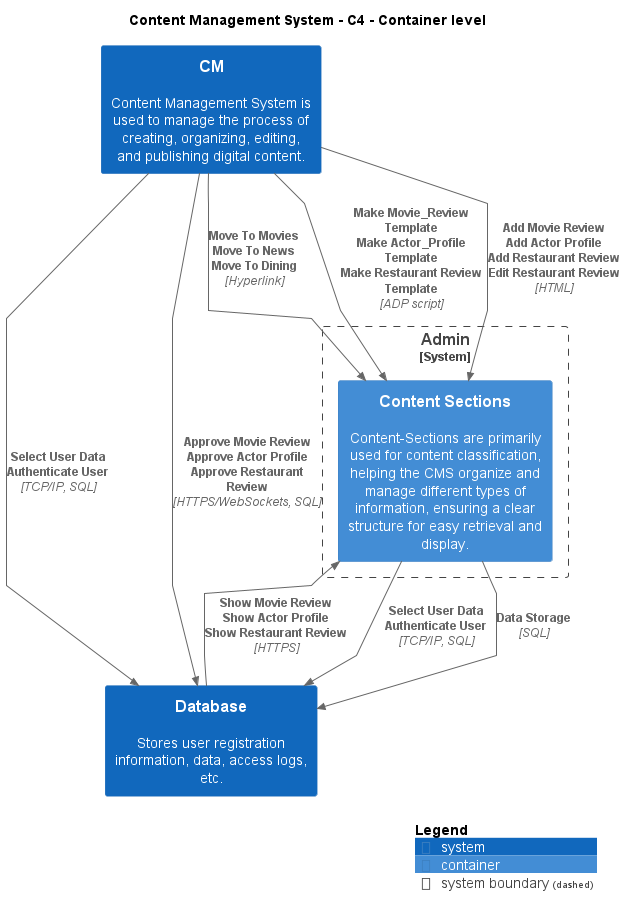 Content Management System - C4 - Container level
CM
Content Management System is
used to manage the process of
creating, organizing, editing,
and publishing digital content.
Move To Movies
Move To News
Move To Dining
[Hyperlink]
Make Movie_Review
Template
Make Actor_Profile
Template
Make Restaurant Review
Template
[ADP script]
Add Movie Review
Add Actor Profile
Add Restaurant Review
Edit Restaurant Review
[HTML]
Admin
[System]
Content Sections
Content-Sections are primarily
used for content classification,
helping the CMS organize and
manage different types of
information, ensuring a clear
structure for easy retrieval and
display.
Select User Data
Authenticate User
[TCP/IP, SQL]
Approve Movie Review
Approve Actor Profile
Approve Restaurant
Review
[HTTPS/WebSockets, SQL]
Show Movie Review
Show Actor Profile
Show Restaurant Review
[HTTPS]
Select User Data
Authenticate User
[TCP/IP, SQL]
Data Storage
[SQL]
Database
Stores user registration
information, data, access logs,
etc.
Legend
system
container
system boundary (dashed)